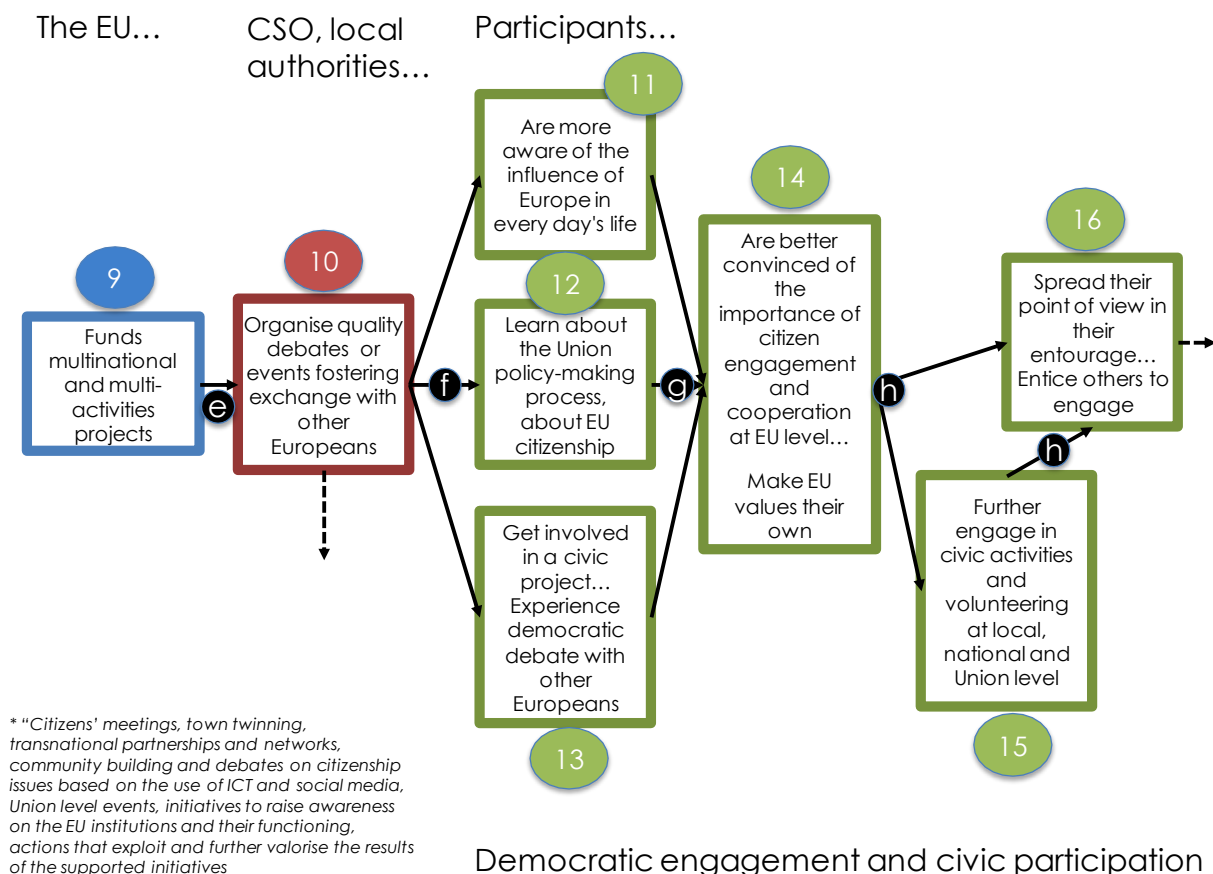 The EU…
CSO, local
authorities…
Participants…
11
Are more
aware of the
influence of
Europe in
every day's life
9
Funds
multinational
and multi-
activities
projects
e
10
Organise quality
debates or
events fostering
exchange with
other
Europeans
f
12
Learn about
the Union
policy-making
process,
about EU
citizenship
g
Get involved
in a civic
project…
Experience
democratic
debate with
other
Europeans
13
14
Are better
convinced of
the
importance of
citizen
engagement
and
cooperation
at EU level…
Make EU
values their
own
h
16
Spread their
point of view in
their
entourage…
Entice others to
engage
h
Further
engage in
civic activities
and
volunteering
at local,
national and
Union level
15
* “Citizens’ meetings, town twinning,
transnational partnerships and networks,
community building and debates on citizenship
issues based on the use of ICT and social media,
Union level events, initiatives to raise awareness
on the EU institutions and their functioning,
actions that exploit and further valorise the results
of the supported initiatives
Democratic engagement and civic participation